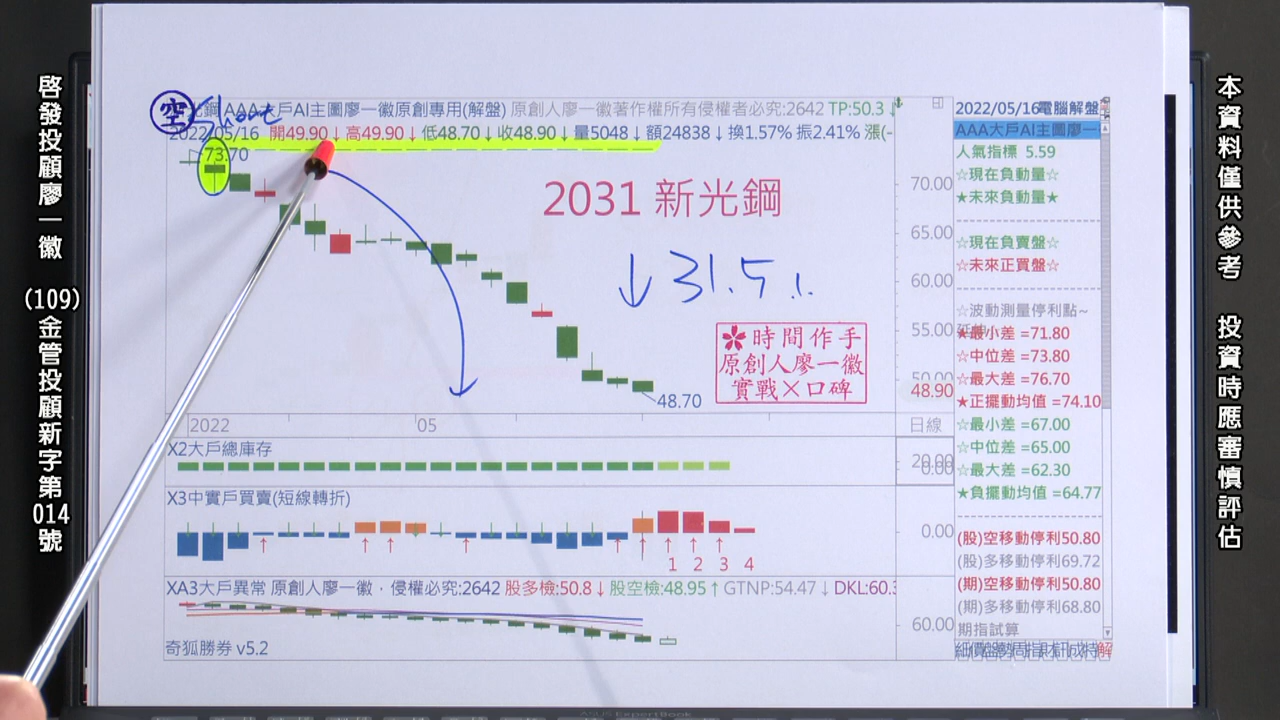 啓發投顧廖一徽 (109)金管投顧新字第014號
本資料僅供參考 投資時應審慎評估
空 Shoot
光鋼 AAA大戶AI主圖廖一徽原創專用(解盤) 原創人廖一徽著作權所有侵權者必究:2642 TP:50.3 ↓
2022/05/16 開49.90↓ 高49.90↓ 低48.70↓ 收48.90↓ 量5048↓ 額24838↓ 換1.57% 振2.41% 漲(-
73.70
2031 新光鋼
↓31.5
✽時間作手
原創人廖一徽
實戰×口碑
48.70
70.00
65.00
60.00
55.00
50.00
48.90
2022 05 日線
X2大戶總庫存
20.00
0.00
X3中實戶買賣(短線轉折)
0.00
1 2 3 4
XA3大戶異常 原創人廖一徽﹒侵權必究:2642 股多檢:50.8↓ 股空檢:48.95↑ GTNP:54.47↓ DKL:60.3
60.00
奇狐勝券 v5.2
2022/05/16電腦解盤
AAA大戶AI主圖廖一
人氣指標 5.59
☆現在負動量☆
★未來負動量★
☆現在負賣盤☆
☆未來正買盤☆
☆波動測量停利點~
★最小差 =71.80
☆中位差 =73.80
☆最大差 =76.70
★正擺動均值 =74.10
☆最小差 =67.00
☆中位差 =65.00
☆最大差 =62.30
★負擺動均值 =64.77
(股)空移動停利50.80
(股)多移動停利69.72
(期)空移動停利50.80
(期)多移動停利68.80
期指試算
ASUS ExpertBook